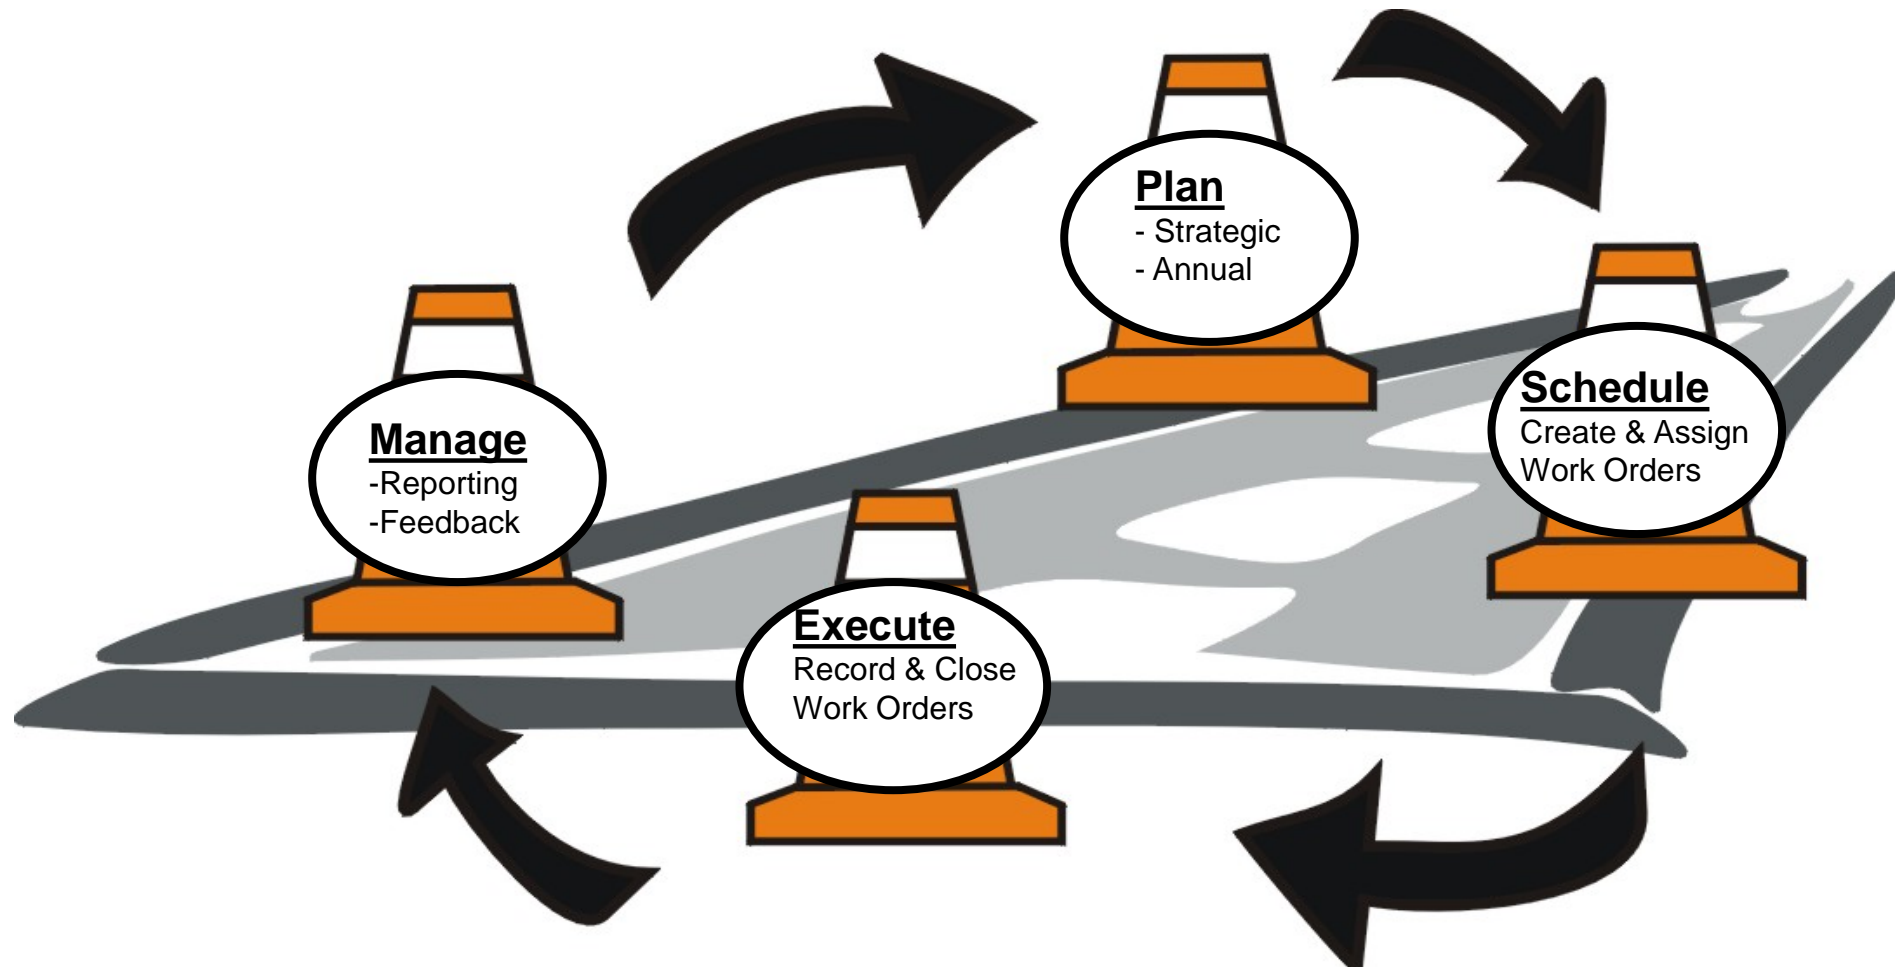 Plan
- Strategic
- Annual
Schedule
Create & Assign
Work Orders
Manage
-Reporting
-Feedback
Execute
Record & Close
Work Orders